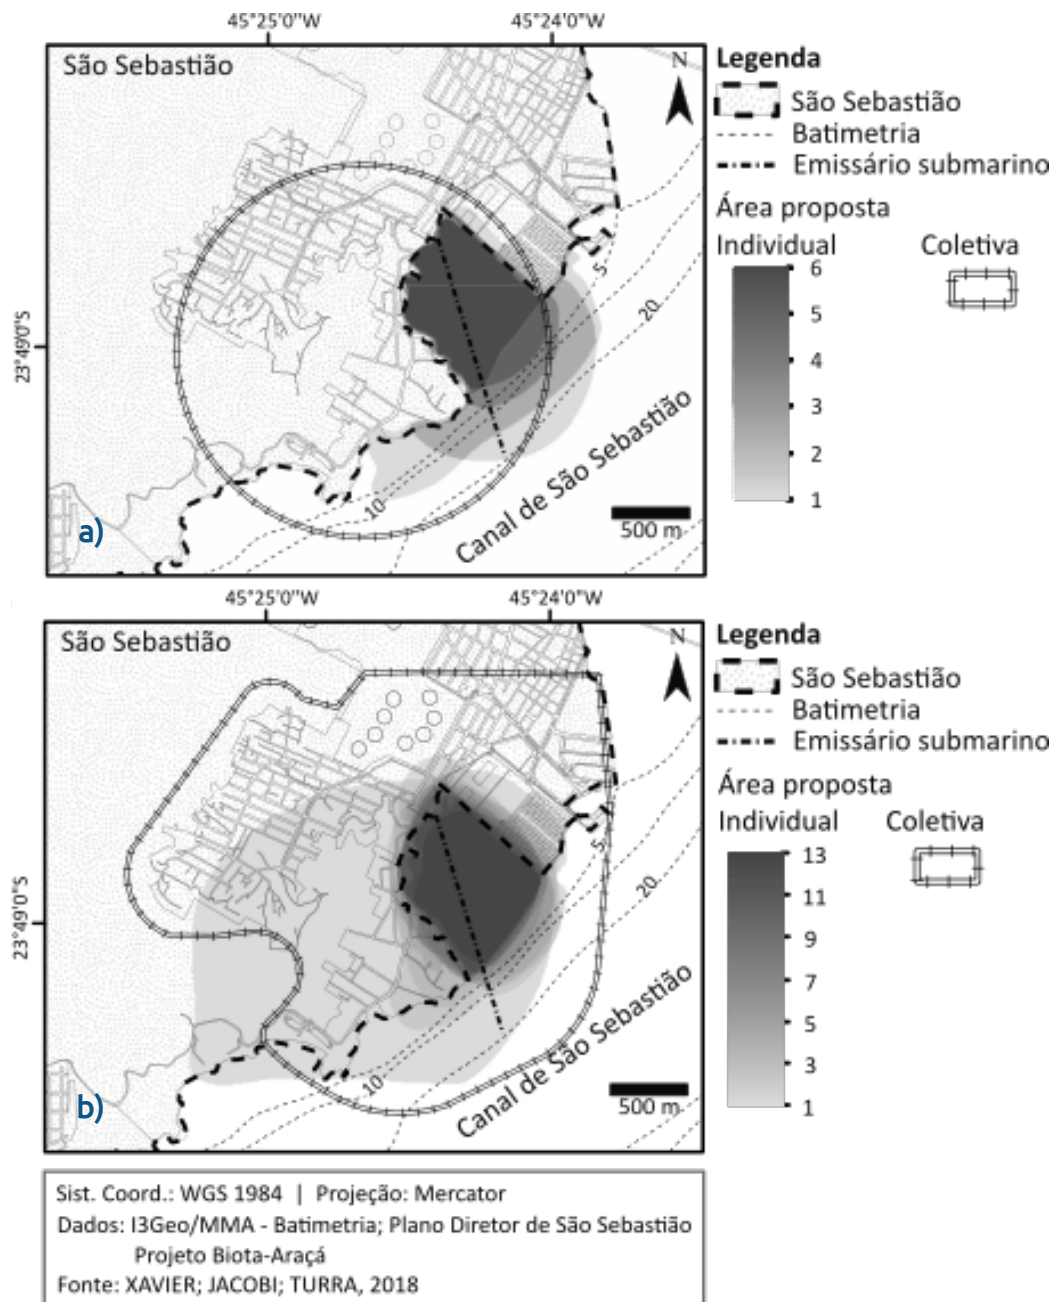 45°25'0"W 45°24'0"W
São Sebastião
N
23°49'0"S
5
20
10
Canal de São Sebastião
500 m
a)
Legenda
São Sebastião
Batimetria
Emissário submarino
Área proposta
Individual Coletiva
6
5
4
3
2
1
45°25'0"W 45°24'0"W
São Sebastião
N
23°49'0"S
5
20
10
Canal de São Sebastião
500 m
b)
Legenda
São Sebastião
Batimetria
Emissário submarino
Área proposta
Individual Coletiva
13
11
9
7
5
3
1
Sist. Coord.: WGS 1984 | Projeção: Mercator
Dados: I3Geo/MMA - Batimetria; Plano Diretor de São Sebastião
Projeto Biota-Araçá
Fonte: XAVIER; JACOBI; TURRA, 2018